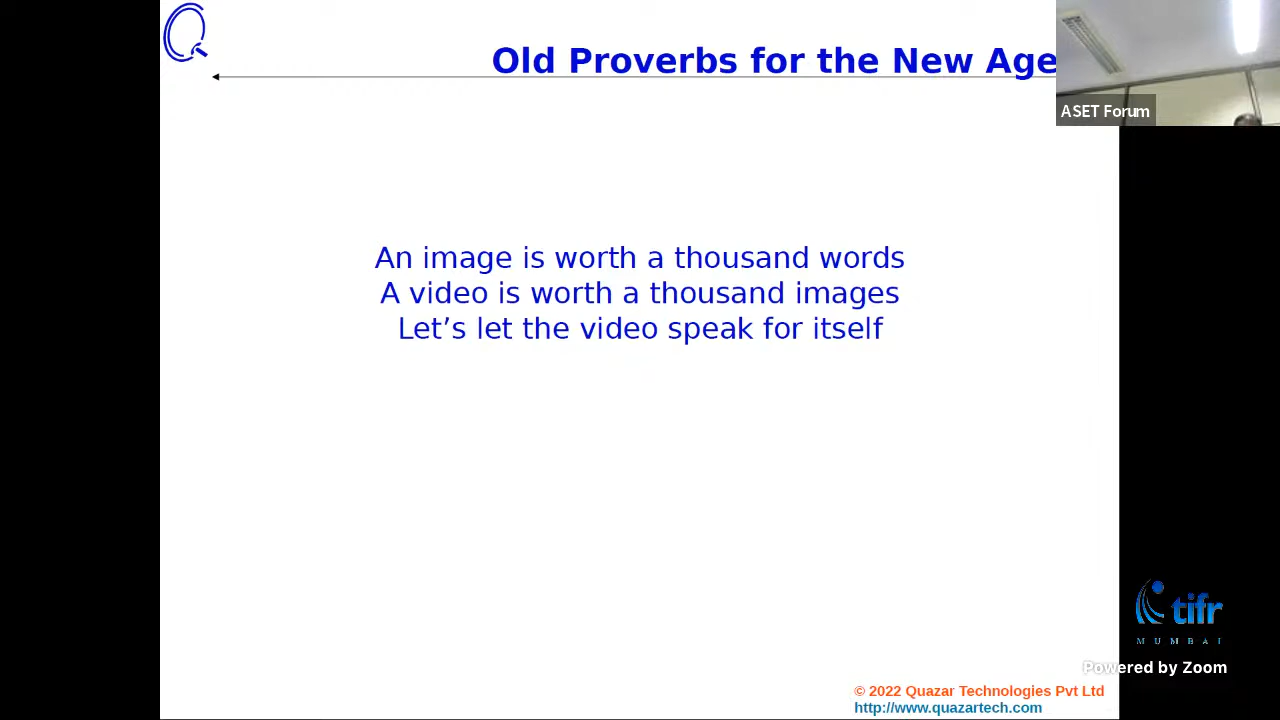 Q
Old Proverbs for the New Age
ASET Forum
An image is worth a thousand words
A video is worth a thousand images
Let’s let the video speak for itself
tifr
MUMBAI
Powered by Zoom
© 2022 Quazar Technologies Pvt Ltd
http://www.quazartech.com